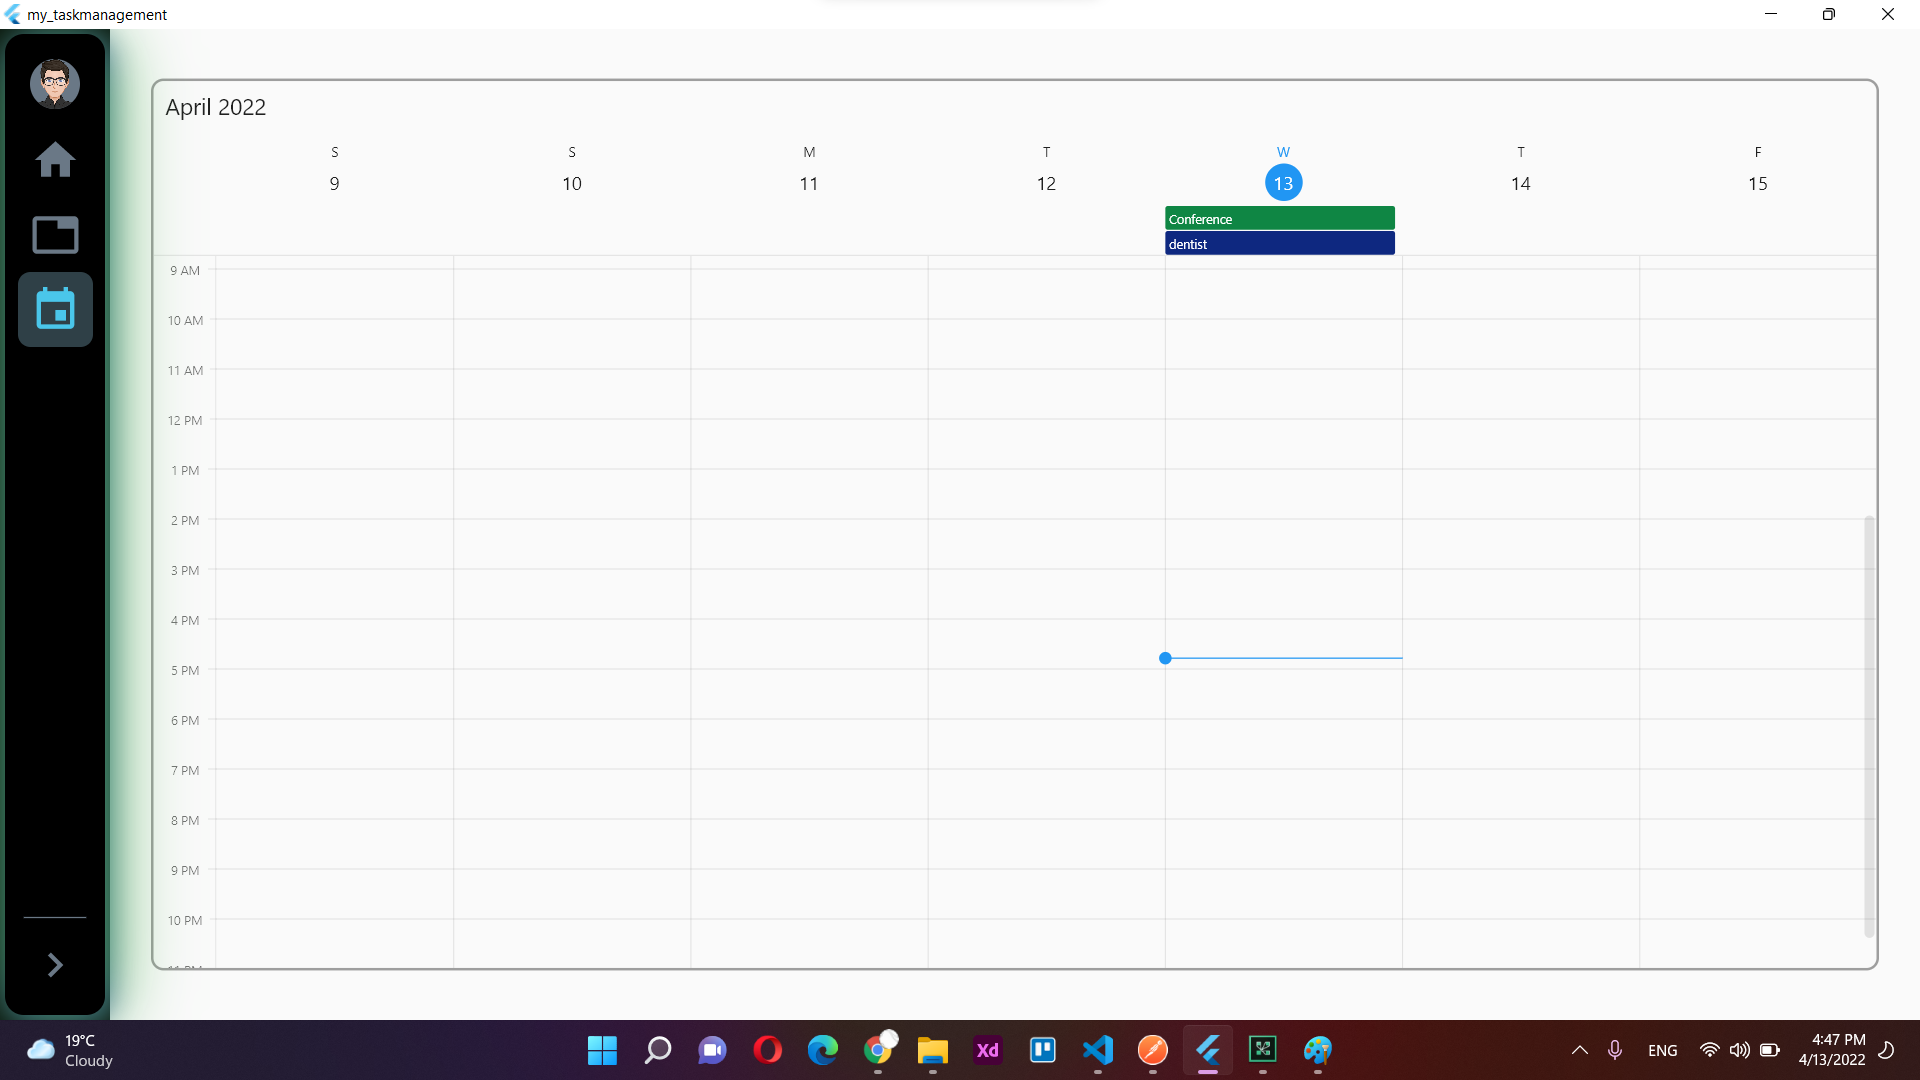 my_taskmanagement
April 2022
S S M T W T F
9 10 11 12 13 14 15
Conference
dentist
9 AM
10 AM
11 AM
12 PM
1 PM
2 PM
3 PM
4 PM
5 PM
6 PM
7 PM
8 PM
9 PM
10 PM
19°C
Cloudy
Xd
ENG
4:47 PM
4/13/2022